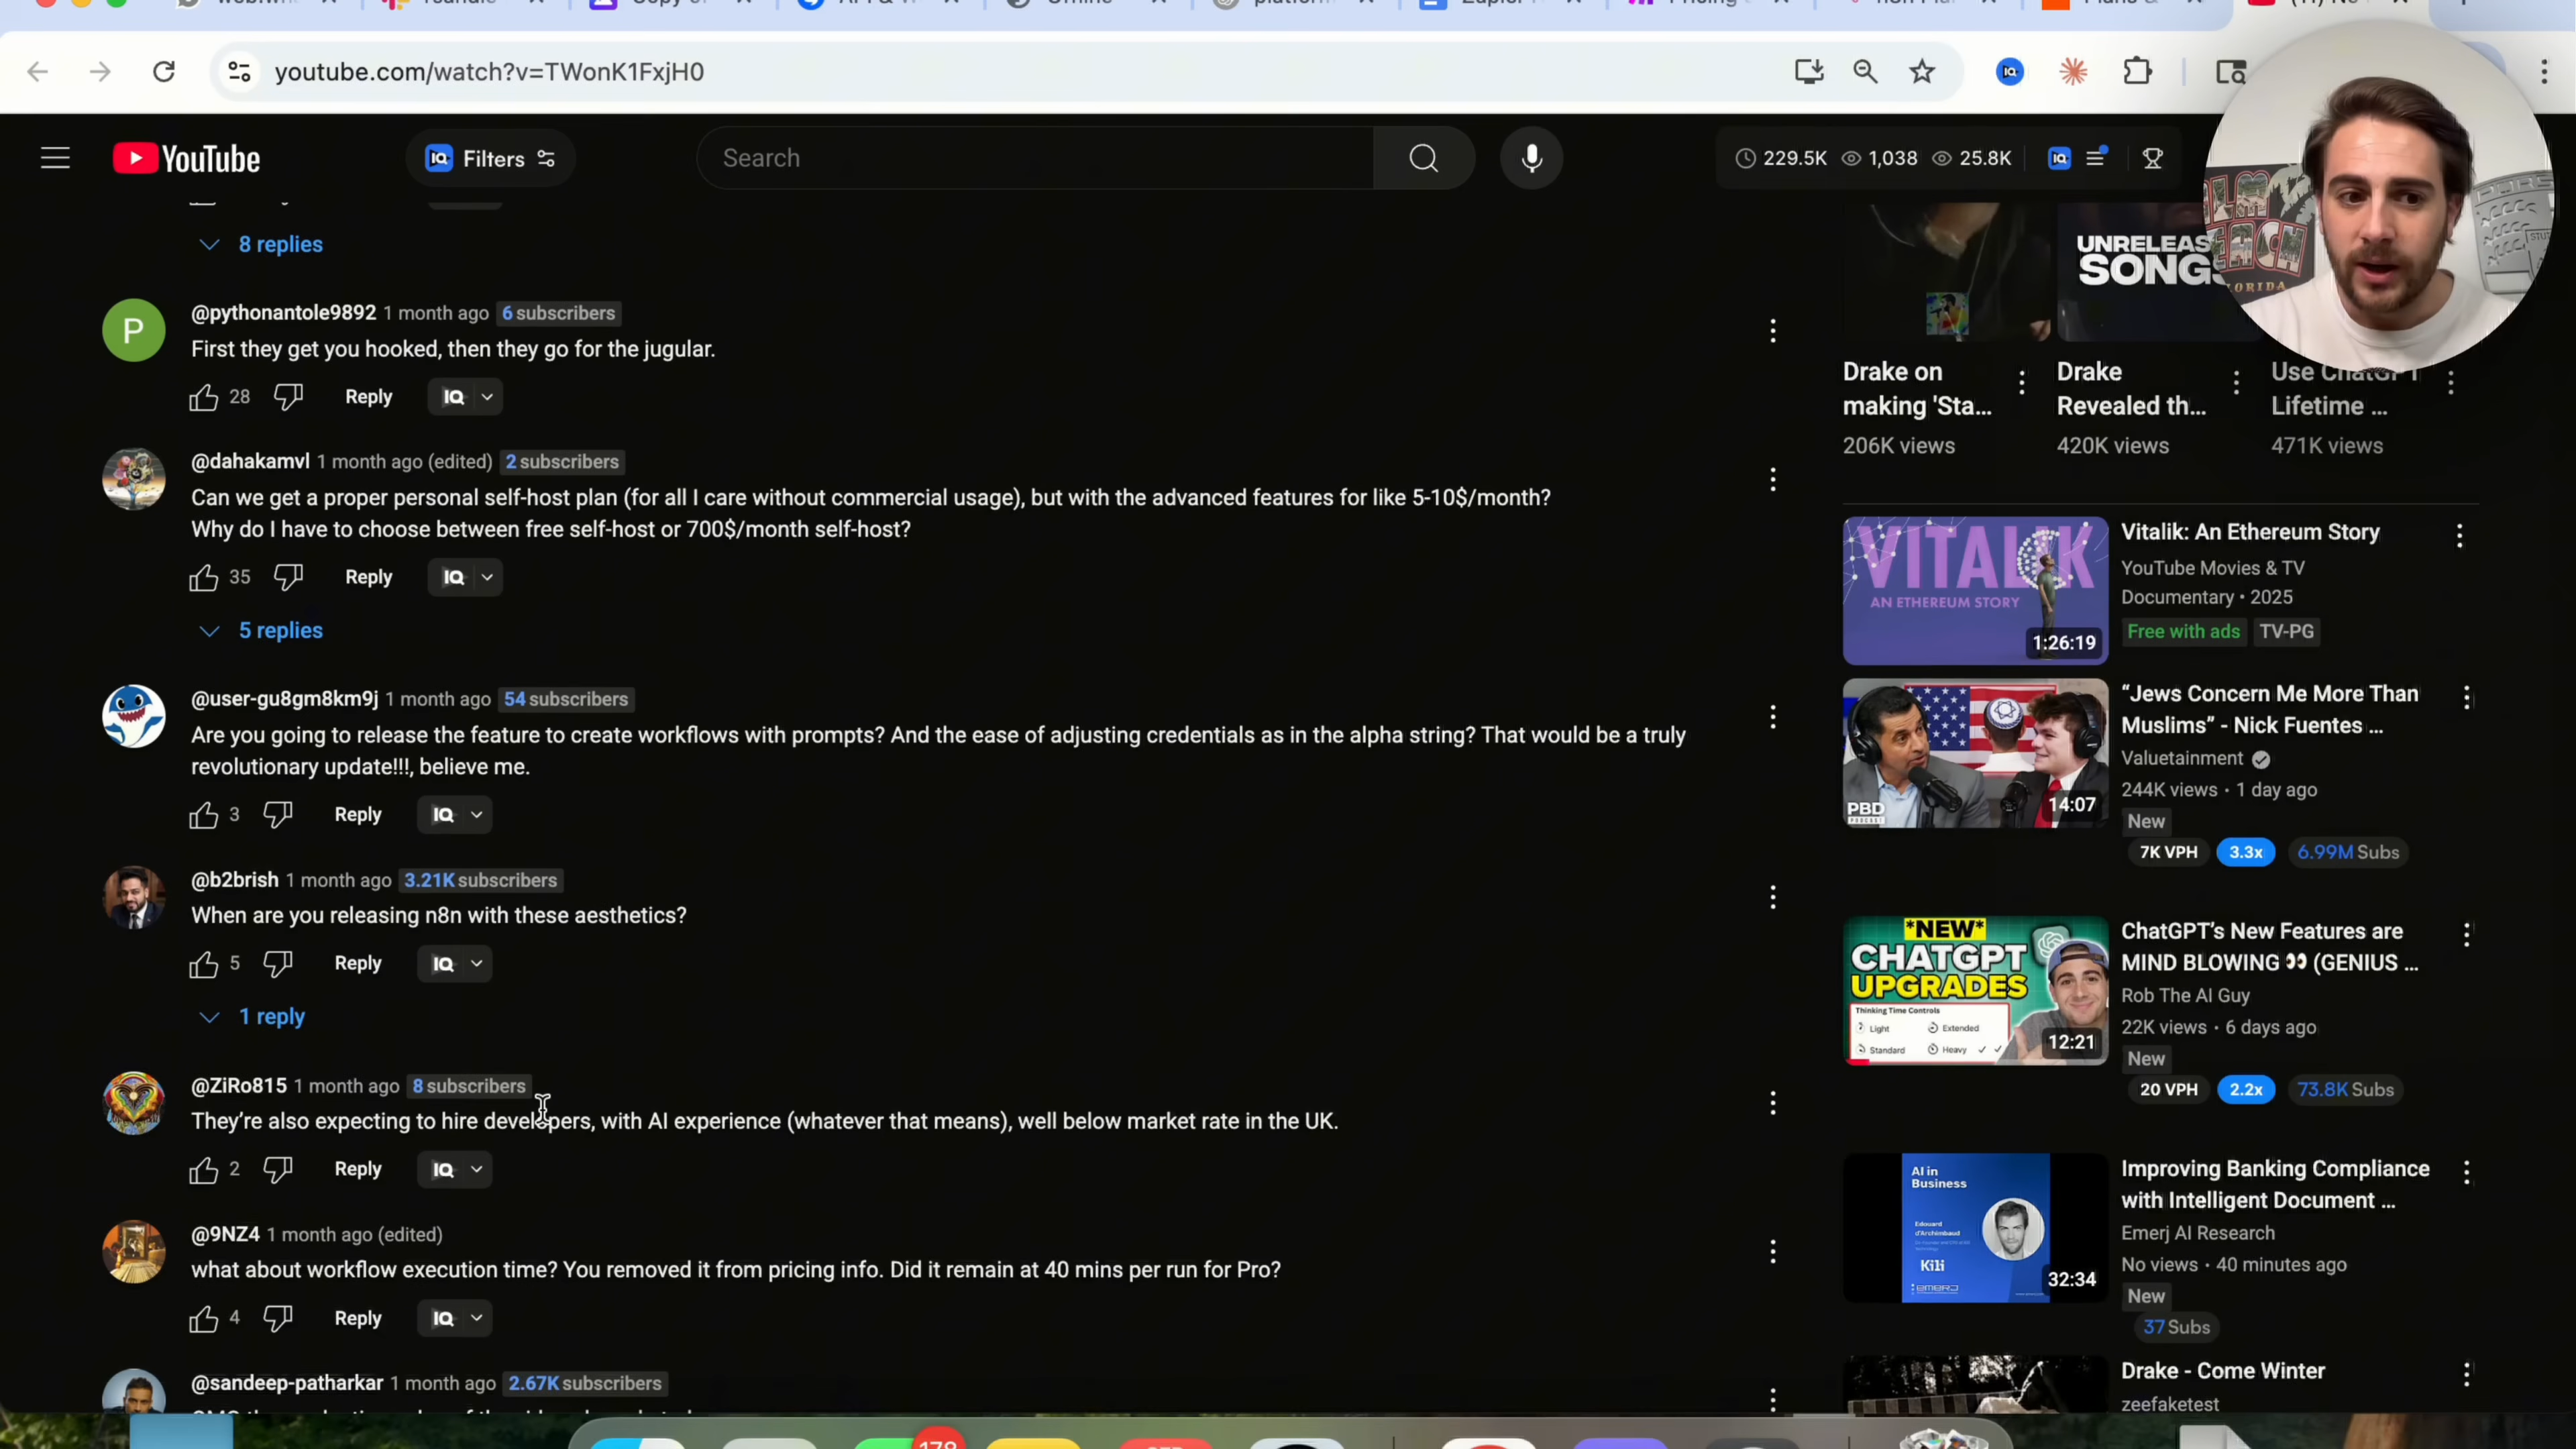 youtube.com/watch?v=TWonK1FxjH0
YouTube
IQ Filters
Search
229.5K 1,038 25.8K
8 replies
@pythonantole9892 1 month ago 6 subscribers
First they get you hooked, then they go for the jugular.
28 Reply IQ
@dahakamvl 1 month ago (edited) 2 subscribers
Can we get a proper personal self-host plan (for all I care without commercial usage), but with the advanced features for like 5-10$/month?
Why do I have to choose between free self-host or 700$/month self-host?
35 Reply IQ
5 replies
@user-gu8gm8km9j 1 month ago 54 subscribers
Are you going to release the feature to create workflows with prompts? And the ease of adjusting credentials as in the alpha string? That would be a truly
revolutionary update!!!, believe me.
3 Reply IQ
@b2brish 1 month ago 3.21K subscribers
When are you releasing n8n with these aesthetics?
5 Reply IQ
1 reply
@ZiRo815 1 month ago 8 subscribers
They're also expecting to hire developers, with AI experience (whatever that means), well below market rate in the UK.
2 Reply IQ
@9NZ4 1 month ago (edited)
what about workflow execution time? You removed it from pricing info. Did it remain at 40 mins per run for Pro?
4 Reply IQ
@sandeep-patharkar 1 month ago 2.67K subscribers
UNRELEAS
SONG
Drake on
making 'Sta...
206K views
Drake
Revealed th...
420K views
Use ChatGPT
Lifetime ...
471K views
VITALIK
AN ETHEREUM STORY
1:26:19
Vitalik: An Ethereum Story
YouTube Movies & TV
Documentary • 2025
Free with ads TV-PG
PBD
PODCAST
14:07
“Jews Concern Me More Than
Muslims” - Nick Fuentes ...
Valuetainment
244K views • 1 day ago
New
7K VPH 3.3x 6.99M Subs
*NEW*
CHATGPT
UPGRADES
Thinking Time Controls
Light Extended
Standard Heavy
12:21
ChatGPT's New Features are
MIND BLOWING 👀 (GENIUS ...
Rob The AI Guy
22K views • 6 days ago
New
20 VPH 2.2x 73.8K Subs
AI in
Business
Kili
EMERJ
32:34
Improving Banking Compliance
with Intelligent Document ...
Emerj AI Research
No views • 40 minutes ago
New
37 Subs
Drake - Come Winter
zeefaketest
178